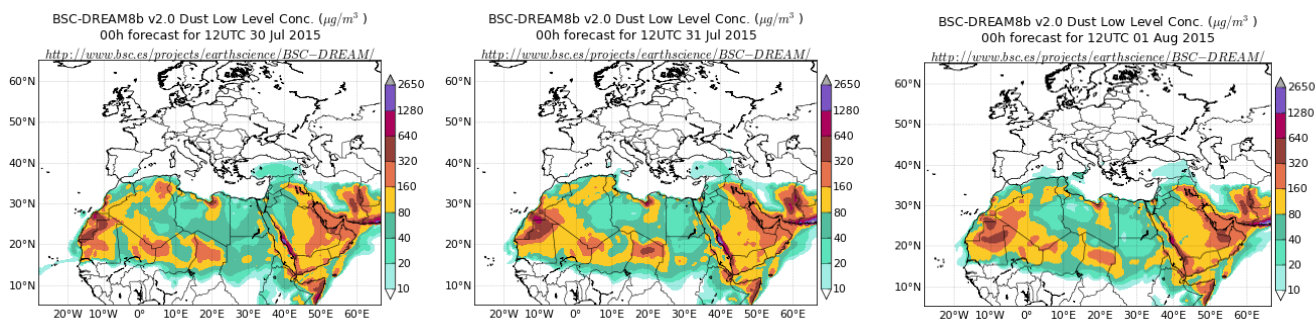 BSC-DREAM8b v2.0 Dust Low Level Conc. (μg/m³)
00h forecast for 12UTC 30 Jul 2015
http://www.bsc.es/projects/earthscience/BSC-DREAM/
60°N
50°N
40°N
30°N
20°N
10°N
20°W 10°W 0° 10°E 20°E 30°E 40°E 50°E 60°E
2650
1280
640
320
160
80
40
20
10
BSC-DREAM8b v2.0 Dust Low Level Conc. (μg/m³)
00h forecast for 12UTC 31 Jul 2015
http://www.bsc.es/projects/earthscience/BSC-DREAM/
60°N
50°N
40°N
30°N
20°N
10°N
20°W 10°W 0° 10°E 20°E 30°E 40°E 50°E 60°E
2650
1280
640
320
160
80
40
20
10
BSC-DREAM8b v2.0 Dust Low Level Conc. (μg/m³)
00h forecast for 12UTC 01 Aug 2015
http://www.bsc.es/projects/earthscience/BSC-DREAM/
60°N
50°N
40°N
30°N
20°N
10°N
20°W 10°W 0° 10°E 20°E 30°E 40°E 50°E 60°E
2650
1280
640
320
160
80
40
20
10